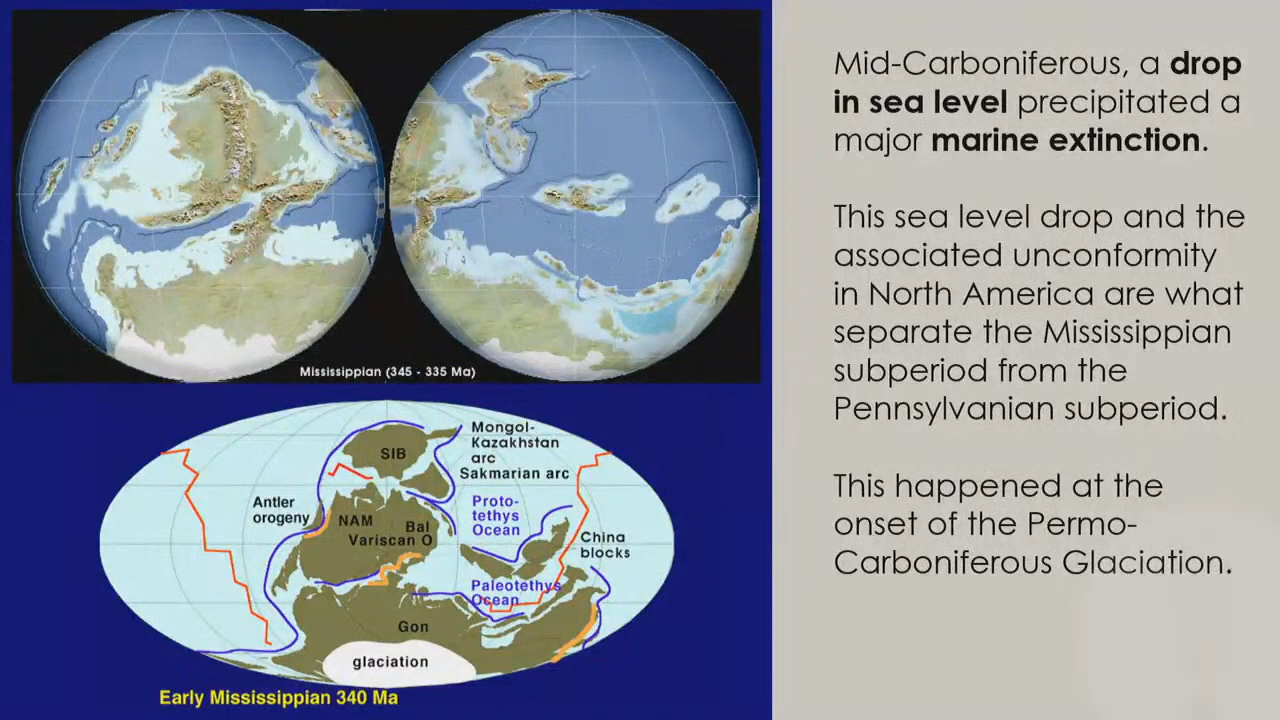 Mississippian (345 - 335 Ma)
SIB
Mongol-
Kazakhstan
arc
Sakmarian arc
Antler
orogeny
NAM
Bal
Variscan O
Proto-
tethys
Ocean
China
blocks
Paleotethys
Ocean
Gon
glaciation
Early Mississippian 340 Ma
Mid-Carboniferous, a drop
in sea level precipitated a
major marine extinction.
This sea level drop and the
associated unconformity
in North America are what
separate the Mississippian
subperiod from the
Pennsylvanian subperiod.
This happened at the
onset of the Permo-
Carboniferous Glaciation.